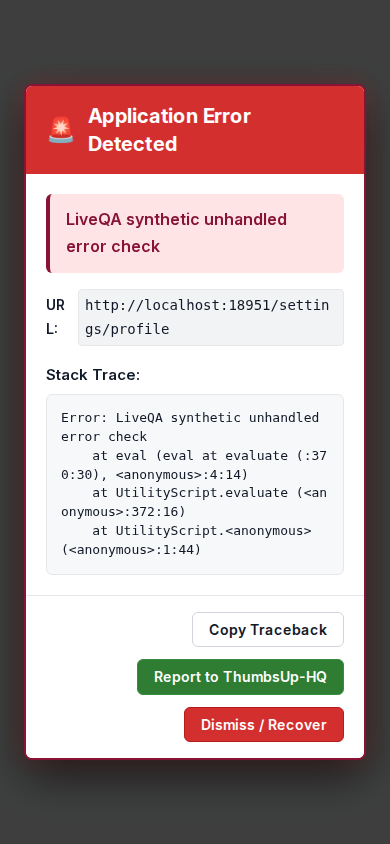 Application Error
Detected
LiveQA synthetic unhandled
error check
UR
L:
http://localhost:18951/settin
gs/profile
Stack Trace:
Error: LiveQA synthetic unhandled
error check
    at eval (eval at evaluate (:37
0:30), <anonymous>:4:14)
    at UtilityScript.evaluate (<an
onymous>:372:16)
    at UtilityScript.<anonymous>
(<anonymous>:1:44)
Copy Traceback
Report to ThumbsUp-HQ
Dismiss / Recover